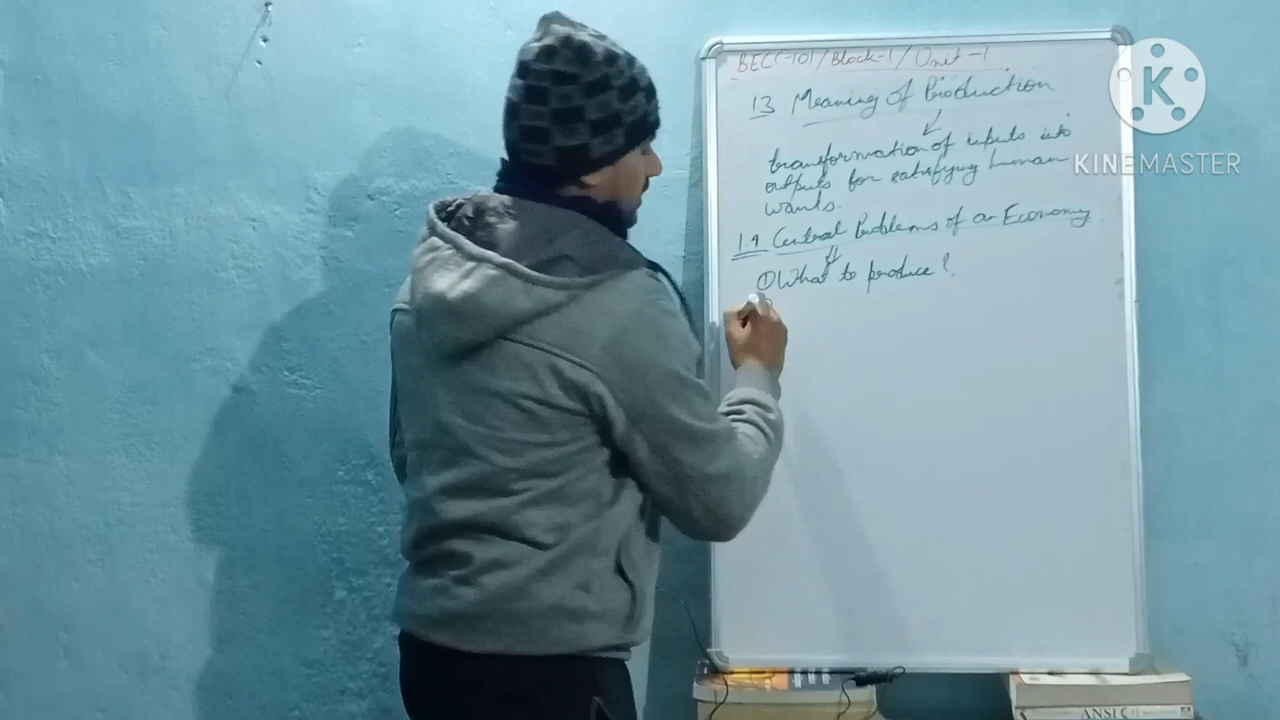 BECC-101/Block-1/Unit-1
1.3 Meaning of Production
transformation of inputs into
outputs for satisfying human
wants.
1.4 Central Problems of an Economy
① What to produce?
K
KINEMASTER
ANSI C